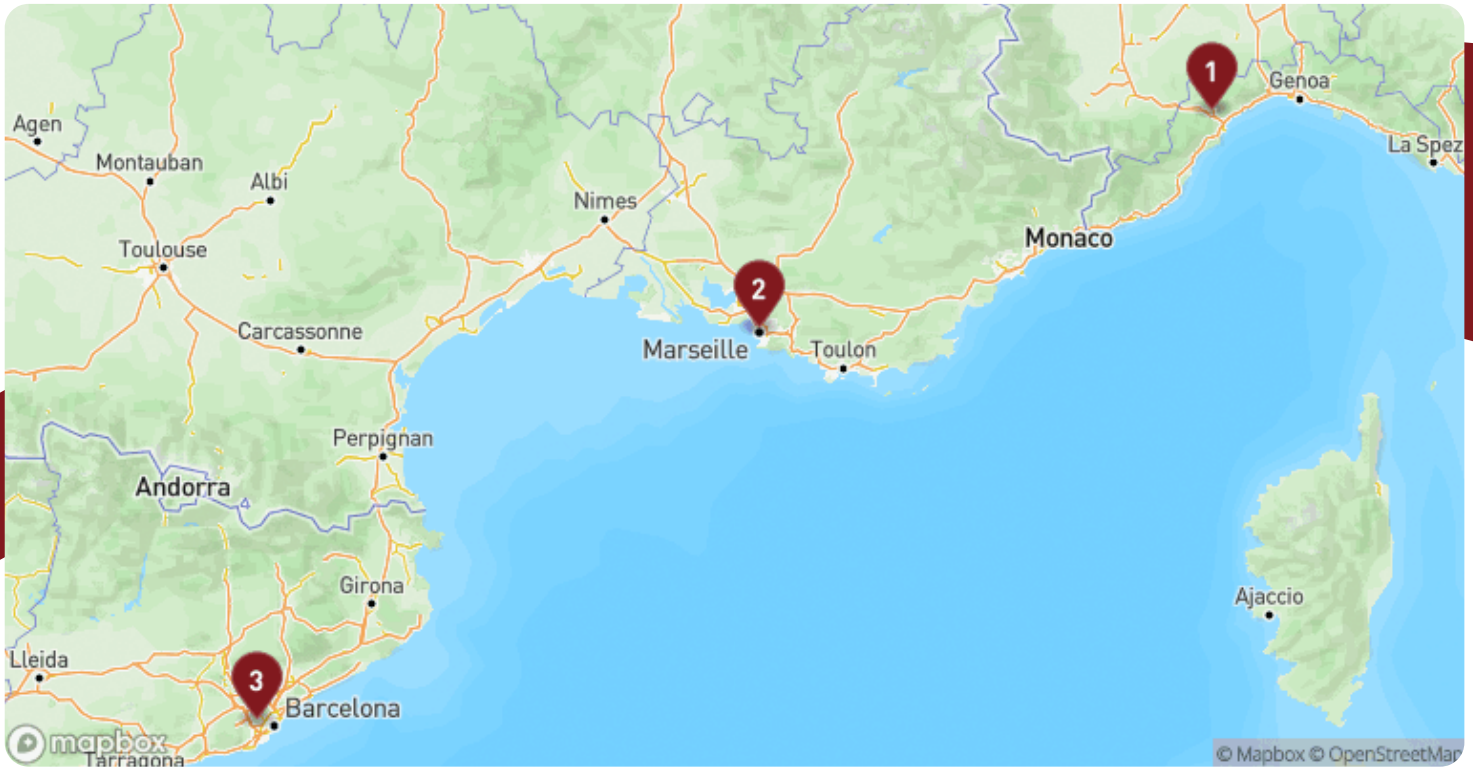 1
Genoa
Agen
La Spez
Montauban
Albi
Nimes
Monaco
Toulouse
2
Carcassonne
Marseille
Toulon
Perpignan
Andorra
Girona
Ajaccio
Lleida
3
Barcelona
mapbox
Tarragona
© Mapbox © OpenStreetMap